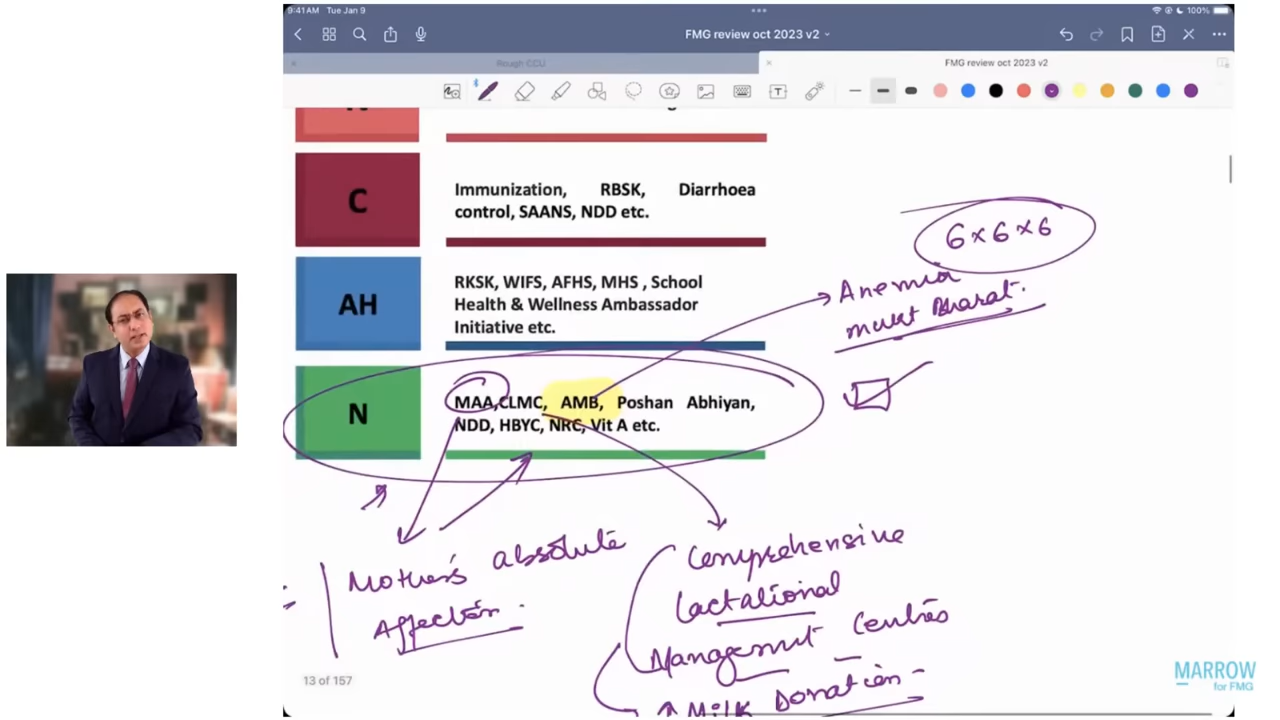 9:41 AM Tue Jan 9
100%
FMG review oct 2023 v2
Rough CCU
FMG review oct 2023 v2
C
Immunization, RBSK, Diarrhoea
control, SAANS, NDD etc.
6×6×6
AH
RKSK, WIFS, AFHS, MHS , School
Health & Wellness Ambassador
Initiative etc.
Anemia
mukt Bharat.
N
MAA,CLMC, AMB, Poshan Abhiyan,
NDD, HBYC, NRC, Vit A etc.
Mother's absolute
Affection.
Comprehensive
Lactational
Management Centres
↑ Milk Donation
13 of 157
MARROW
for FMG